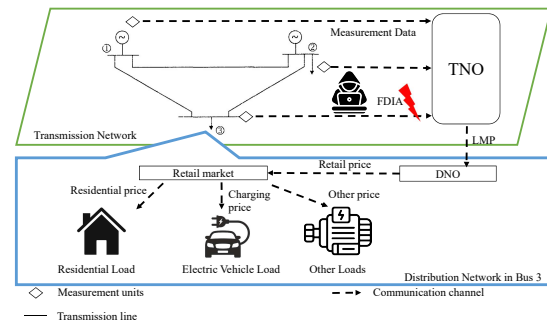 Measurement Data
TNO
①
②
FDIA
③
Transmission Network
LMP
Retail price
Retail market
DNO
Residential price
Charging
price
Other price
Residential Load
Electric Vehicle Load
Other Loads
Distribution Network in Bus 3
Measurement units
Communication channel
Transmission line